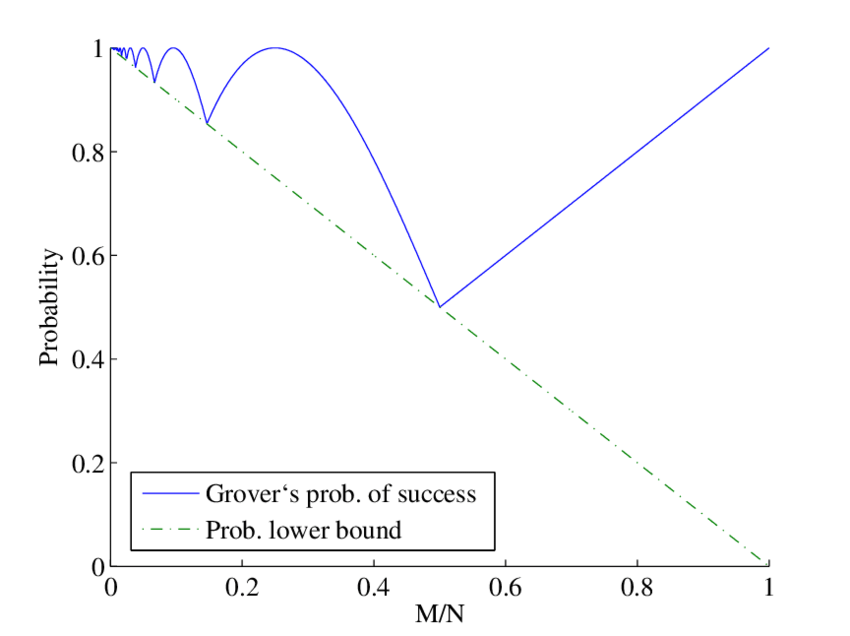 1
0.8
0.6
0.4
0.2
0
Probability
Grover‘s prob. of success
Prob. lower bound
0 0.2 0.4 0.6 0.8 1
M/N